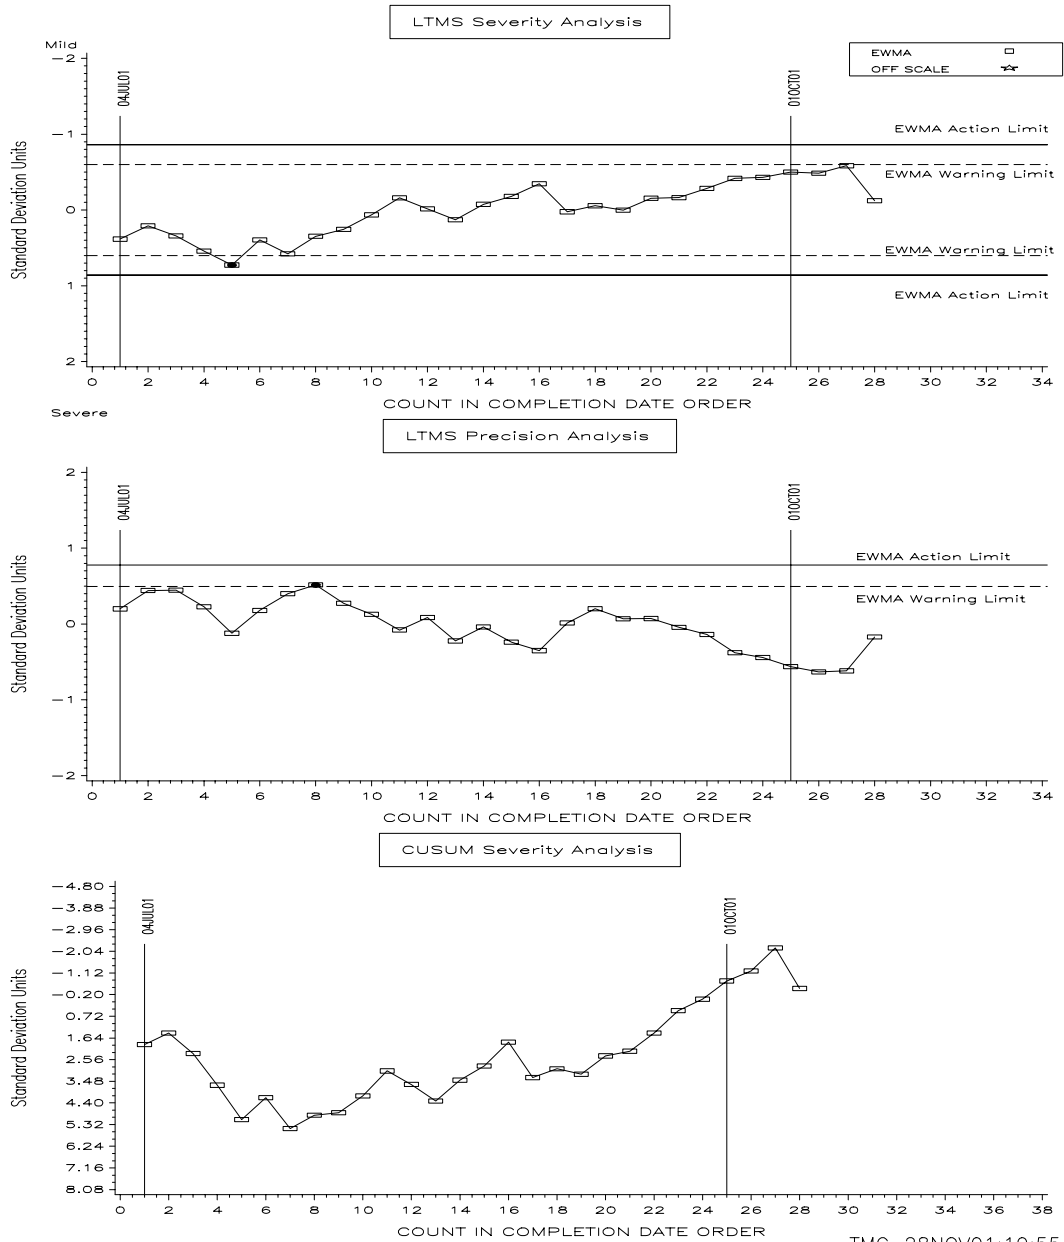 LTMS Severity Analysis
Mild
EWMA
OFF SCALE
04JUL01
01OCT01
-2
-1
0
1
2
Standard Deviation Units
EWMA Action Limit
EWMA Warning Limit
EWMA Warning Limit
EWMA Action Limit
0 2 4 6 8 10 12 14 16 18 20 22 24 26 28 30 32 34
COUNT IN COMPLETION DATE ORDER
Severe
LTMS Precision Analysis
04JUL01
01OCT01
2
1
0
-1
-2
Standard Deviation Units
EWMA Action Limit
EWMA Warning Limit
0 2 4 6 8 10 12 14 16 18 20 22 24 26 28 30 32 34
COUNT IN COMPLETION DATE ORDER
CUSUM Severity Analysis
04JUL01
01OCT01
-4.80
-3.88
-2.96
-2.04
-1.12
-0.20
0.72
1.64
2.56
3.48
4.40
5.32
6.24
7.16
8.08
Standard Deviation Units
0 2 4 6 8 10 12 14 16 18 20 22 24 26 28 30 32 34 36 38
COUNT IN COMPLETION DATE ORDER